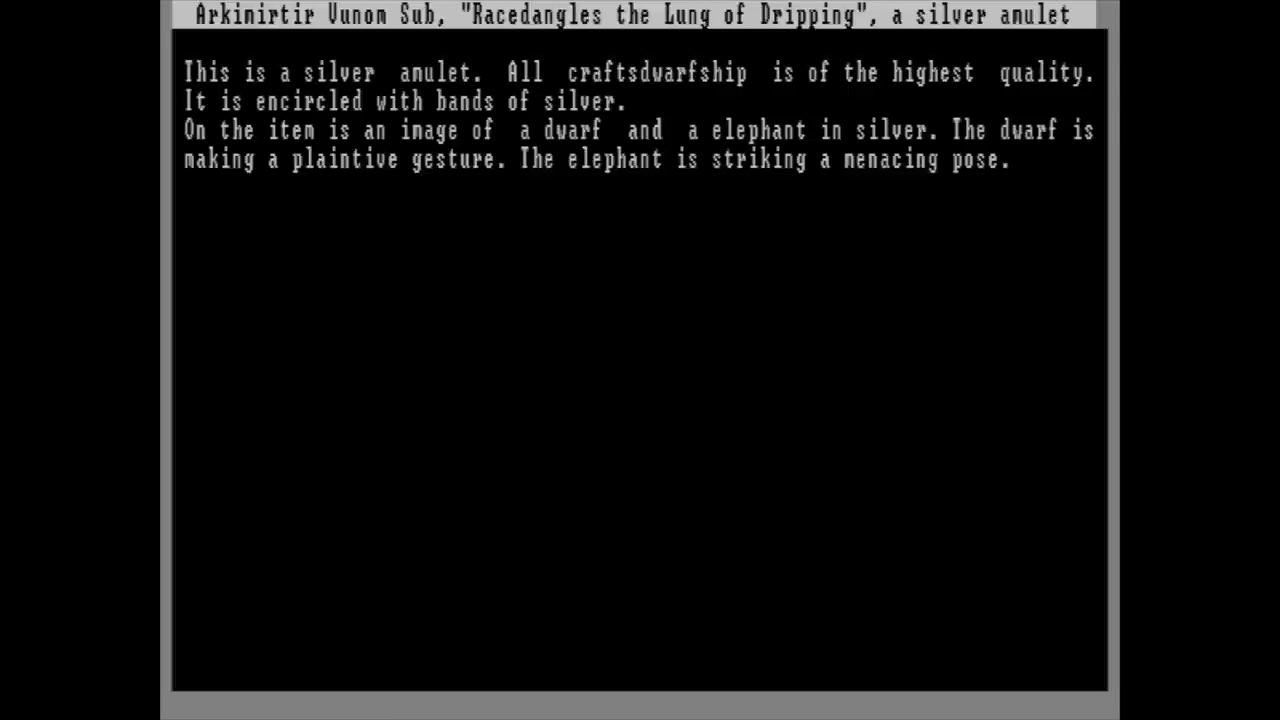 Arkimirtir Vunom Sub, "Racedangles the Lung of Dripping", a silver amulet
This is a silver amulet. All craftsdwarfship is of the highest quality.
It is encircled with bands of silver.
On the item is an image of a dwarf and a elephant in silver. The dwarf is
making a plaintive gesture. The elephant is striking a menacing pose.